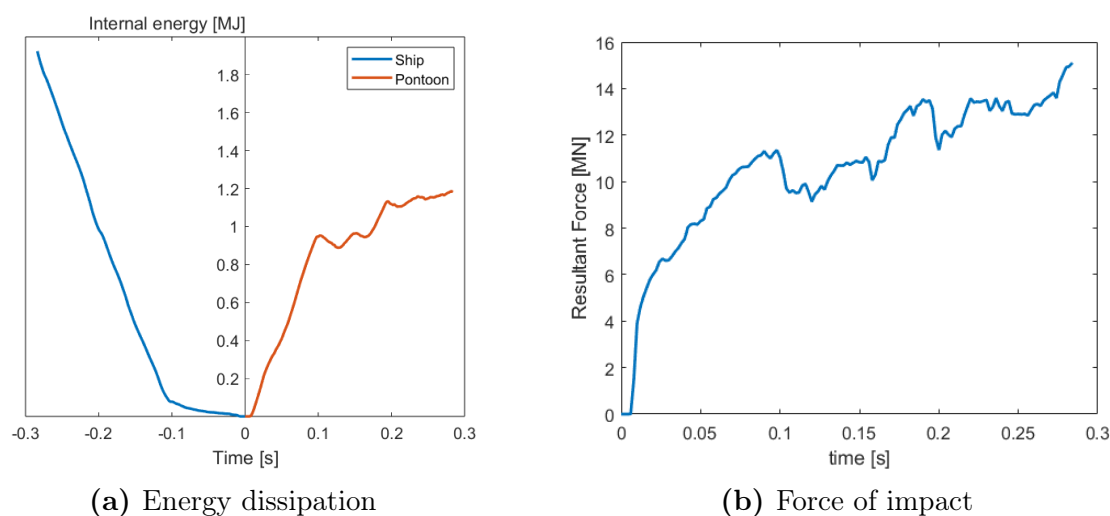 Internal energy [MJ]
Ship
Pontoon
1.8
1.6
1.4
1.2
1
0.8
0.6
0.4
0.2
-0.3 -0.2 -0.1 0 0.1 0.2 0.3
Time [s]
(a) Energy dissipation
Resultant Force [MN]
16
14
12
10
8
6
4
2
0
0 0.05 0.1 0.15 0.2 0.25 0.3
time [s]
(b) Force of impact